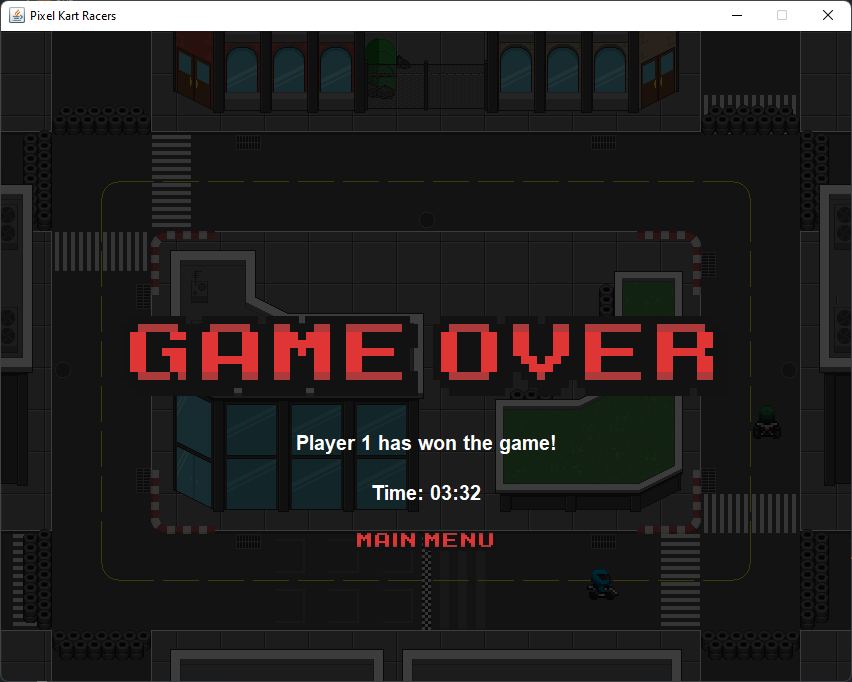 Pixel Kart Racers
GAME OVER
Player 1 has won the game!
Time: 03:32
MAIN MENU